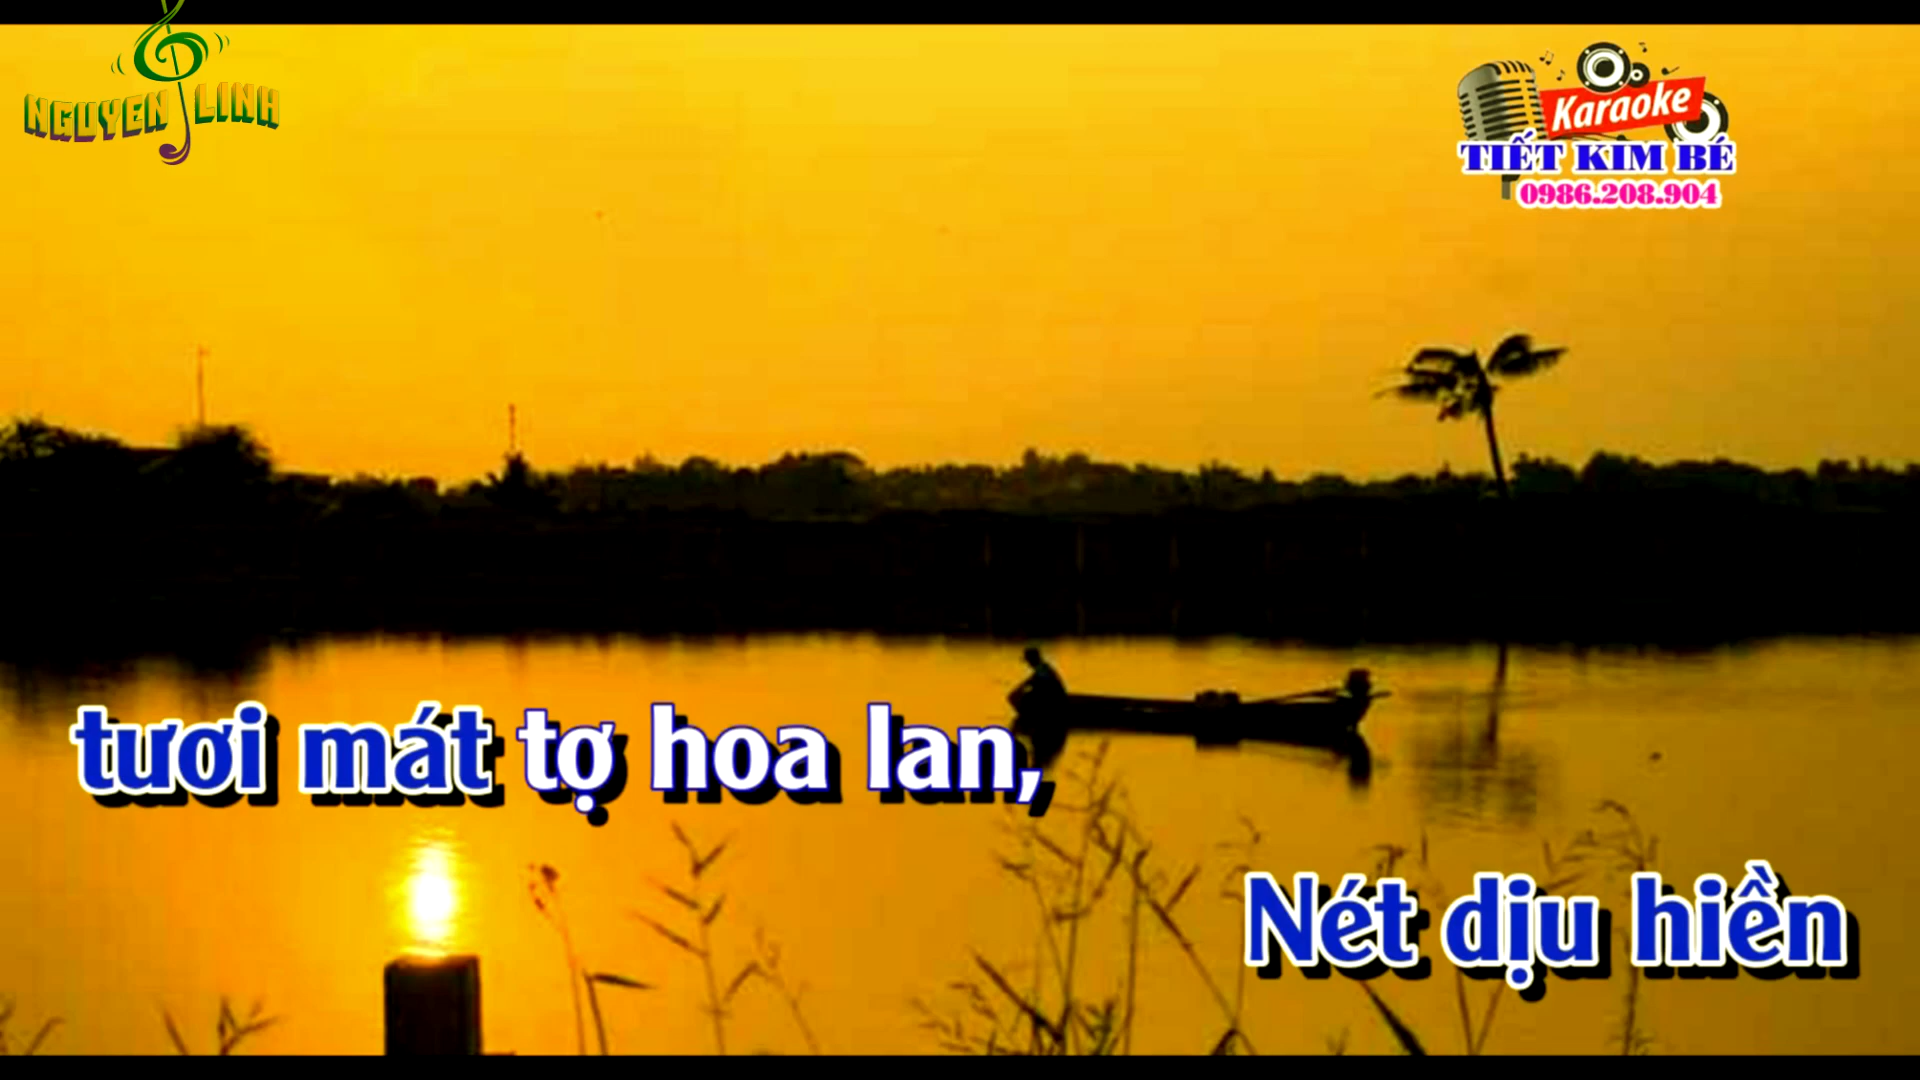 NGUYEN LINH
Karaoke
TIẾT KIM BÉ
0986.208.904
tươi mát tợ hoa lan,
Nét dịu hiền